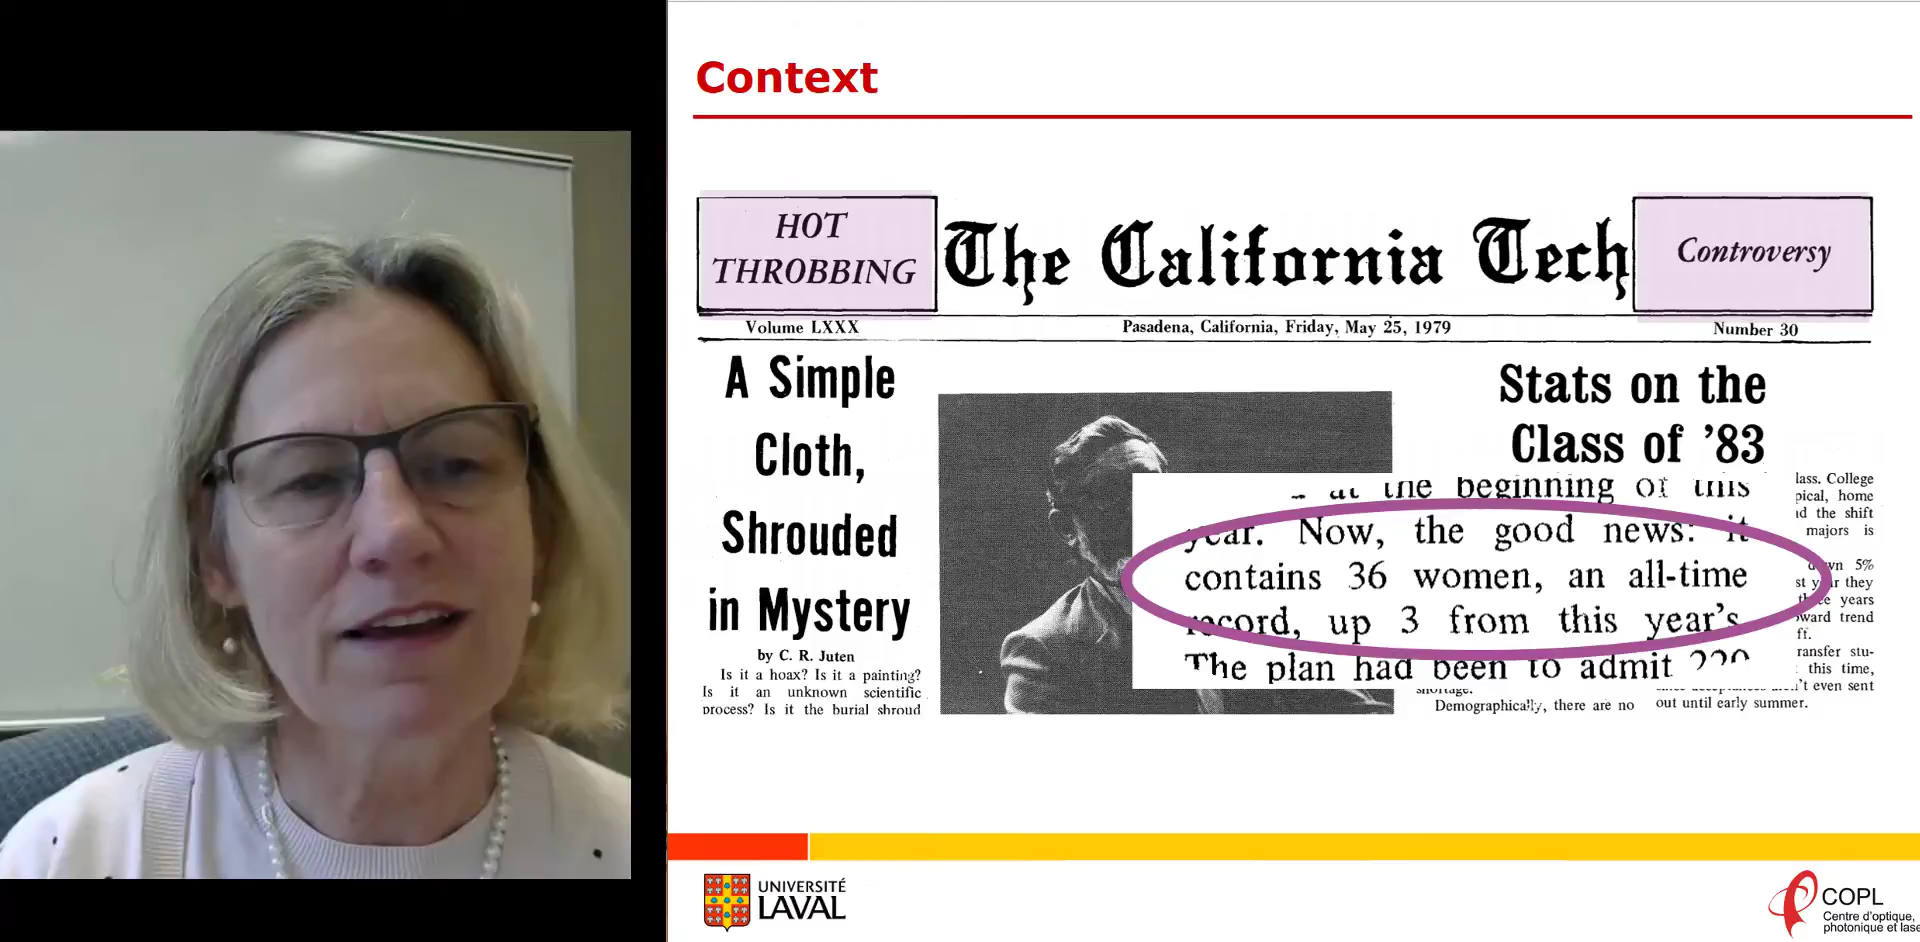 Context
HOT
THROBBING
The California Tech
Controversy
Volume LXXX
Pasadena, California, Friday, May 25, 1979
Number 30
A Simple
Cloth,
Shrouded
in Mystery
by C. R. Juten
Is it a hoax? Is it a painting?
Is it an unknown scientific
process? Is it the burial shroud
Stats on the
Class of '83
at the beginning of this
year. Now, the good news: it
contains 36 women, an all-time
record, up 3 from this year's.
The plan had been to admit 220
lass. College
pical, home
nd the shift
majors is
5%
they
years
trend
ff.
ransfer stu-
this time,
't even sent
out until early summer.
shortage.
Demographically, there are no
UNIVERSITÉ
LAVAL
COPL
Centre d'optique,
photonique et lase